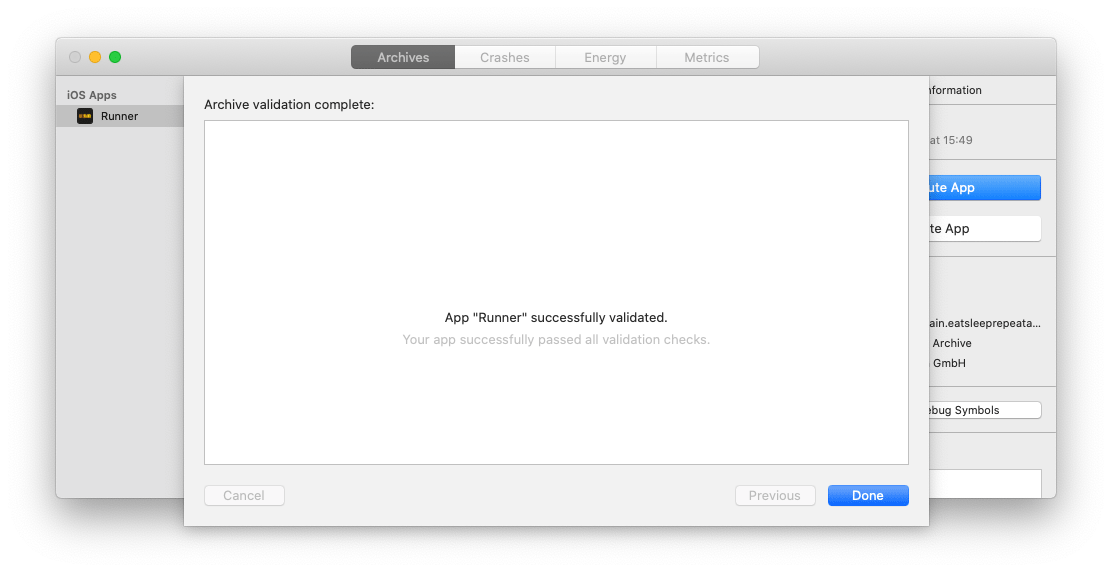 Archives
Crashes
Energy
Metrics
iOS Apps
Runner
Archive validation complete:
App "Runner" successfully validated.
Your app successfully passed all validation checks.
Cancel
Previous
Done
nformation
at 15:49
ute App
te App
ain.eatsleeprepeata...
Archive
GmbH
ebug Symbols